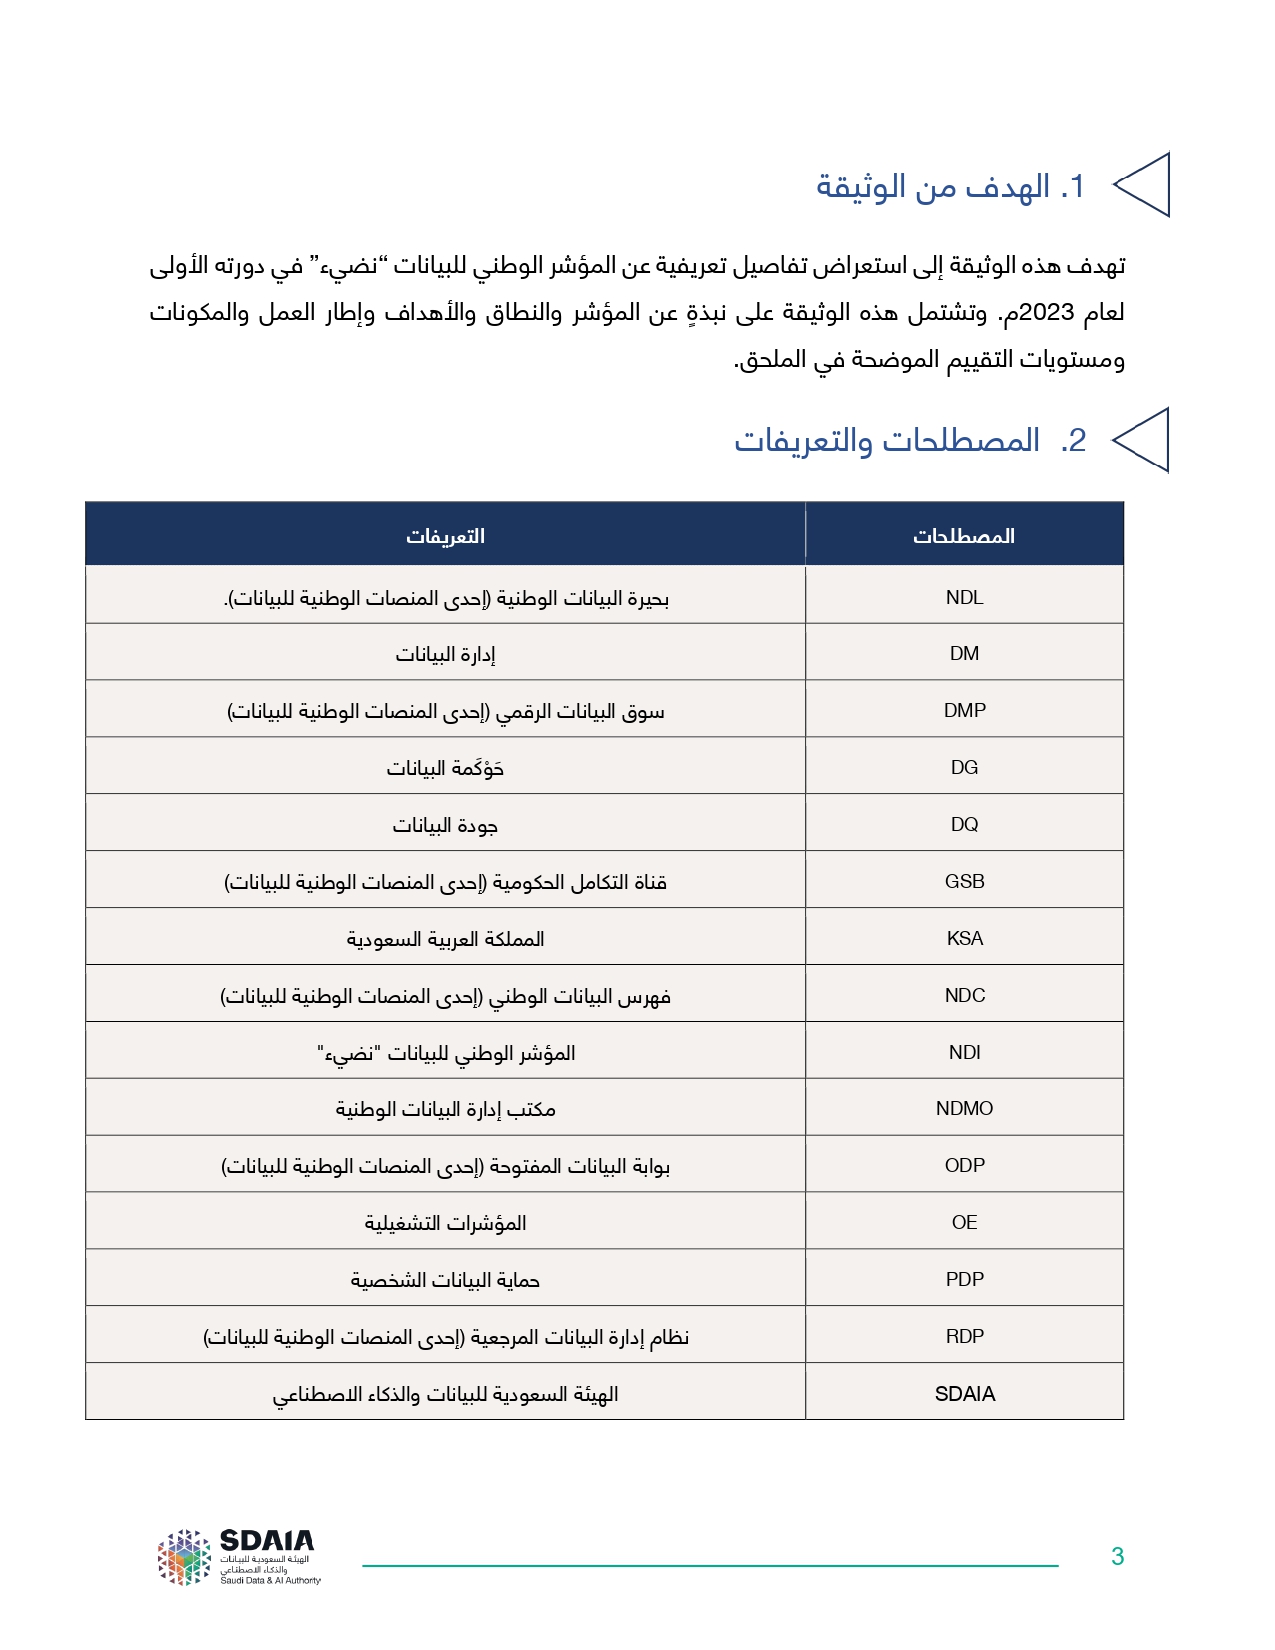 1. الهدف من الوثيقة
تهدف هذه الوثيقة إلى استعراض تفاصيل تعريفية عن المؤشر الوطني للبيانات “نضيء” في دورته الأولى
لعام 2023م. وتشتمل هذه الوثيقة على نبذةٍ عن المؤشر والنطاق والأهداف وإطار العمل والمكونات
ومستويات التقييم الموضحة في الملحق.
2. المصطلحات والتعريفات
المصطلحات التعريفات
NDL بحيرة البيانات الوطنية (إحدى المنصات الوطنية للبيانات).
DM إدارة البيانات
DMP سوق البيانات الرقمي (إحدى المنصات الوطنية للبيانات)
DG حَوْكَمة البيانات
DQ جودة البيانات
GSB قناة التكامل الحكومية (إحدى المنصات الوطنية للبيانات)
KSA المملكة العربية السعودية
NDC فهرس البيانات الوطني (إحدى المنصات الوطنية للبيانات)
NDI المؤشر الوطني للبيانات "نضيء"
NDMO مكتب إدارة البيانات الوطنية
ODP بوابة البيانات المفتوحة (إحدى المنصات الوطنية للبيانات)
OE المؤشرات التشغيلية
PDP حماية البيانات الشخصية
RDP نظام إدارة البيانات المرجعية (إحدى المنصات الوطنية للبيانات)
SDAIA الهيئة السعودية للبيانات والذكاء الاصطناعي
3
SDAIA
الهيئة السعودية للبيانات
والذكاء الاصطناعي
Saudi Data & AI Authority